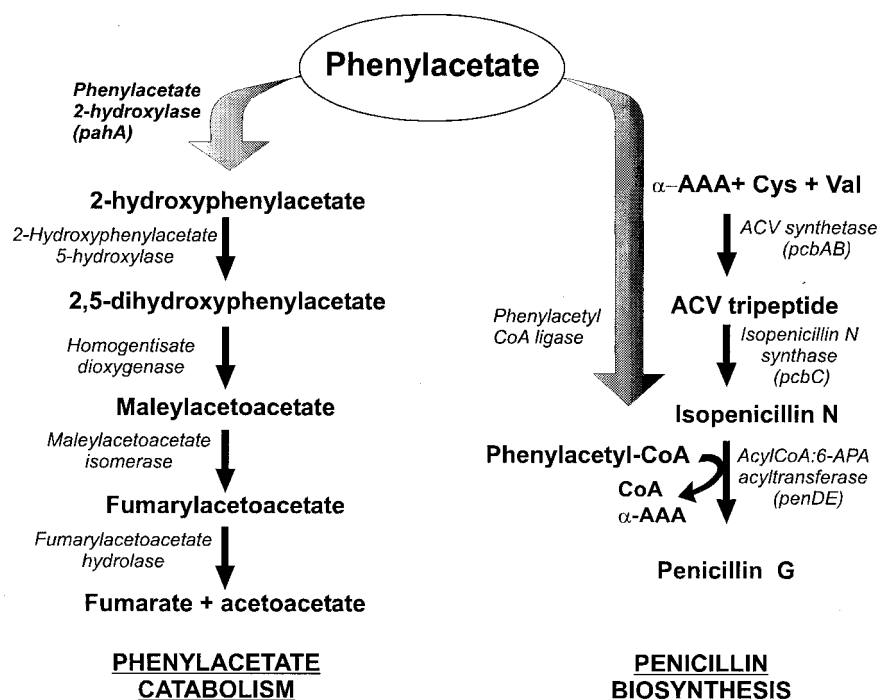 Phenylacetate
Phenylacetate
2-hydroxylase
(pahA)
2-hydroxyphenylacetate
2-Hydroxyphenylacetate
5-hydroxylase
2,5-dihydroxyphenylacetate
Homogentisate
dioxygenase
Maleylacetoacetate
Maleylacetoacetate
isomerase
Fumarylacetoacetate
Fumarylacetoacetate
hydrolase
Fumarate + acetoacetate
PHENYLACETATE
CATABOLISM
Phenylacetyl
CoA ligase
α-AAA+ Cys + Val
ACV synthetase
(pcbAB)
ACV tripeptide
Isopenicillin N
synthase
(pcbC)
Isopenicillin N
Phenylacetyl-CoA
CoA
α-AAA
AcylCoA:6-APA
acyltransferase
(penDE)
Penicillin G
PENICILLIN
BIOSYNTHESIS